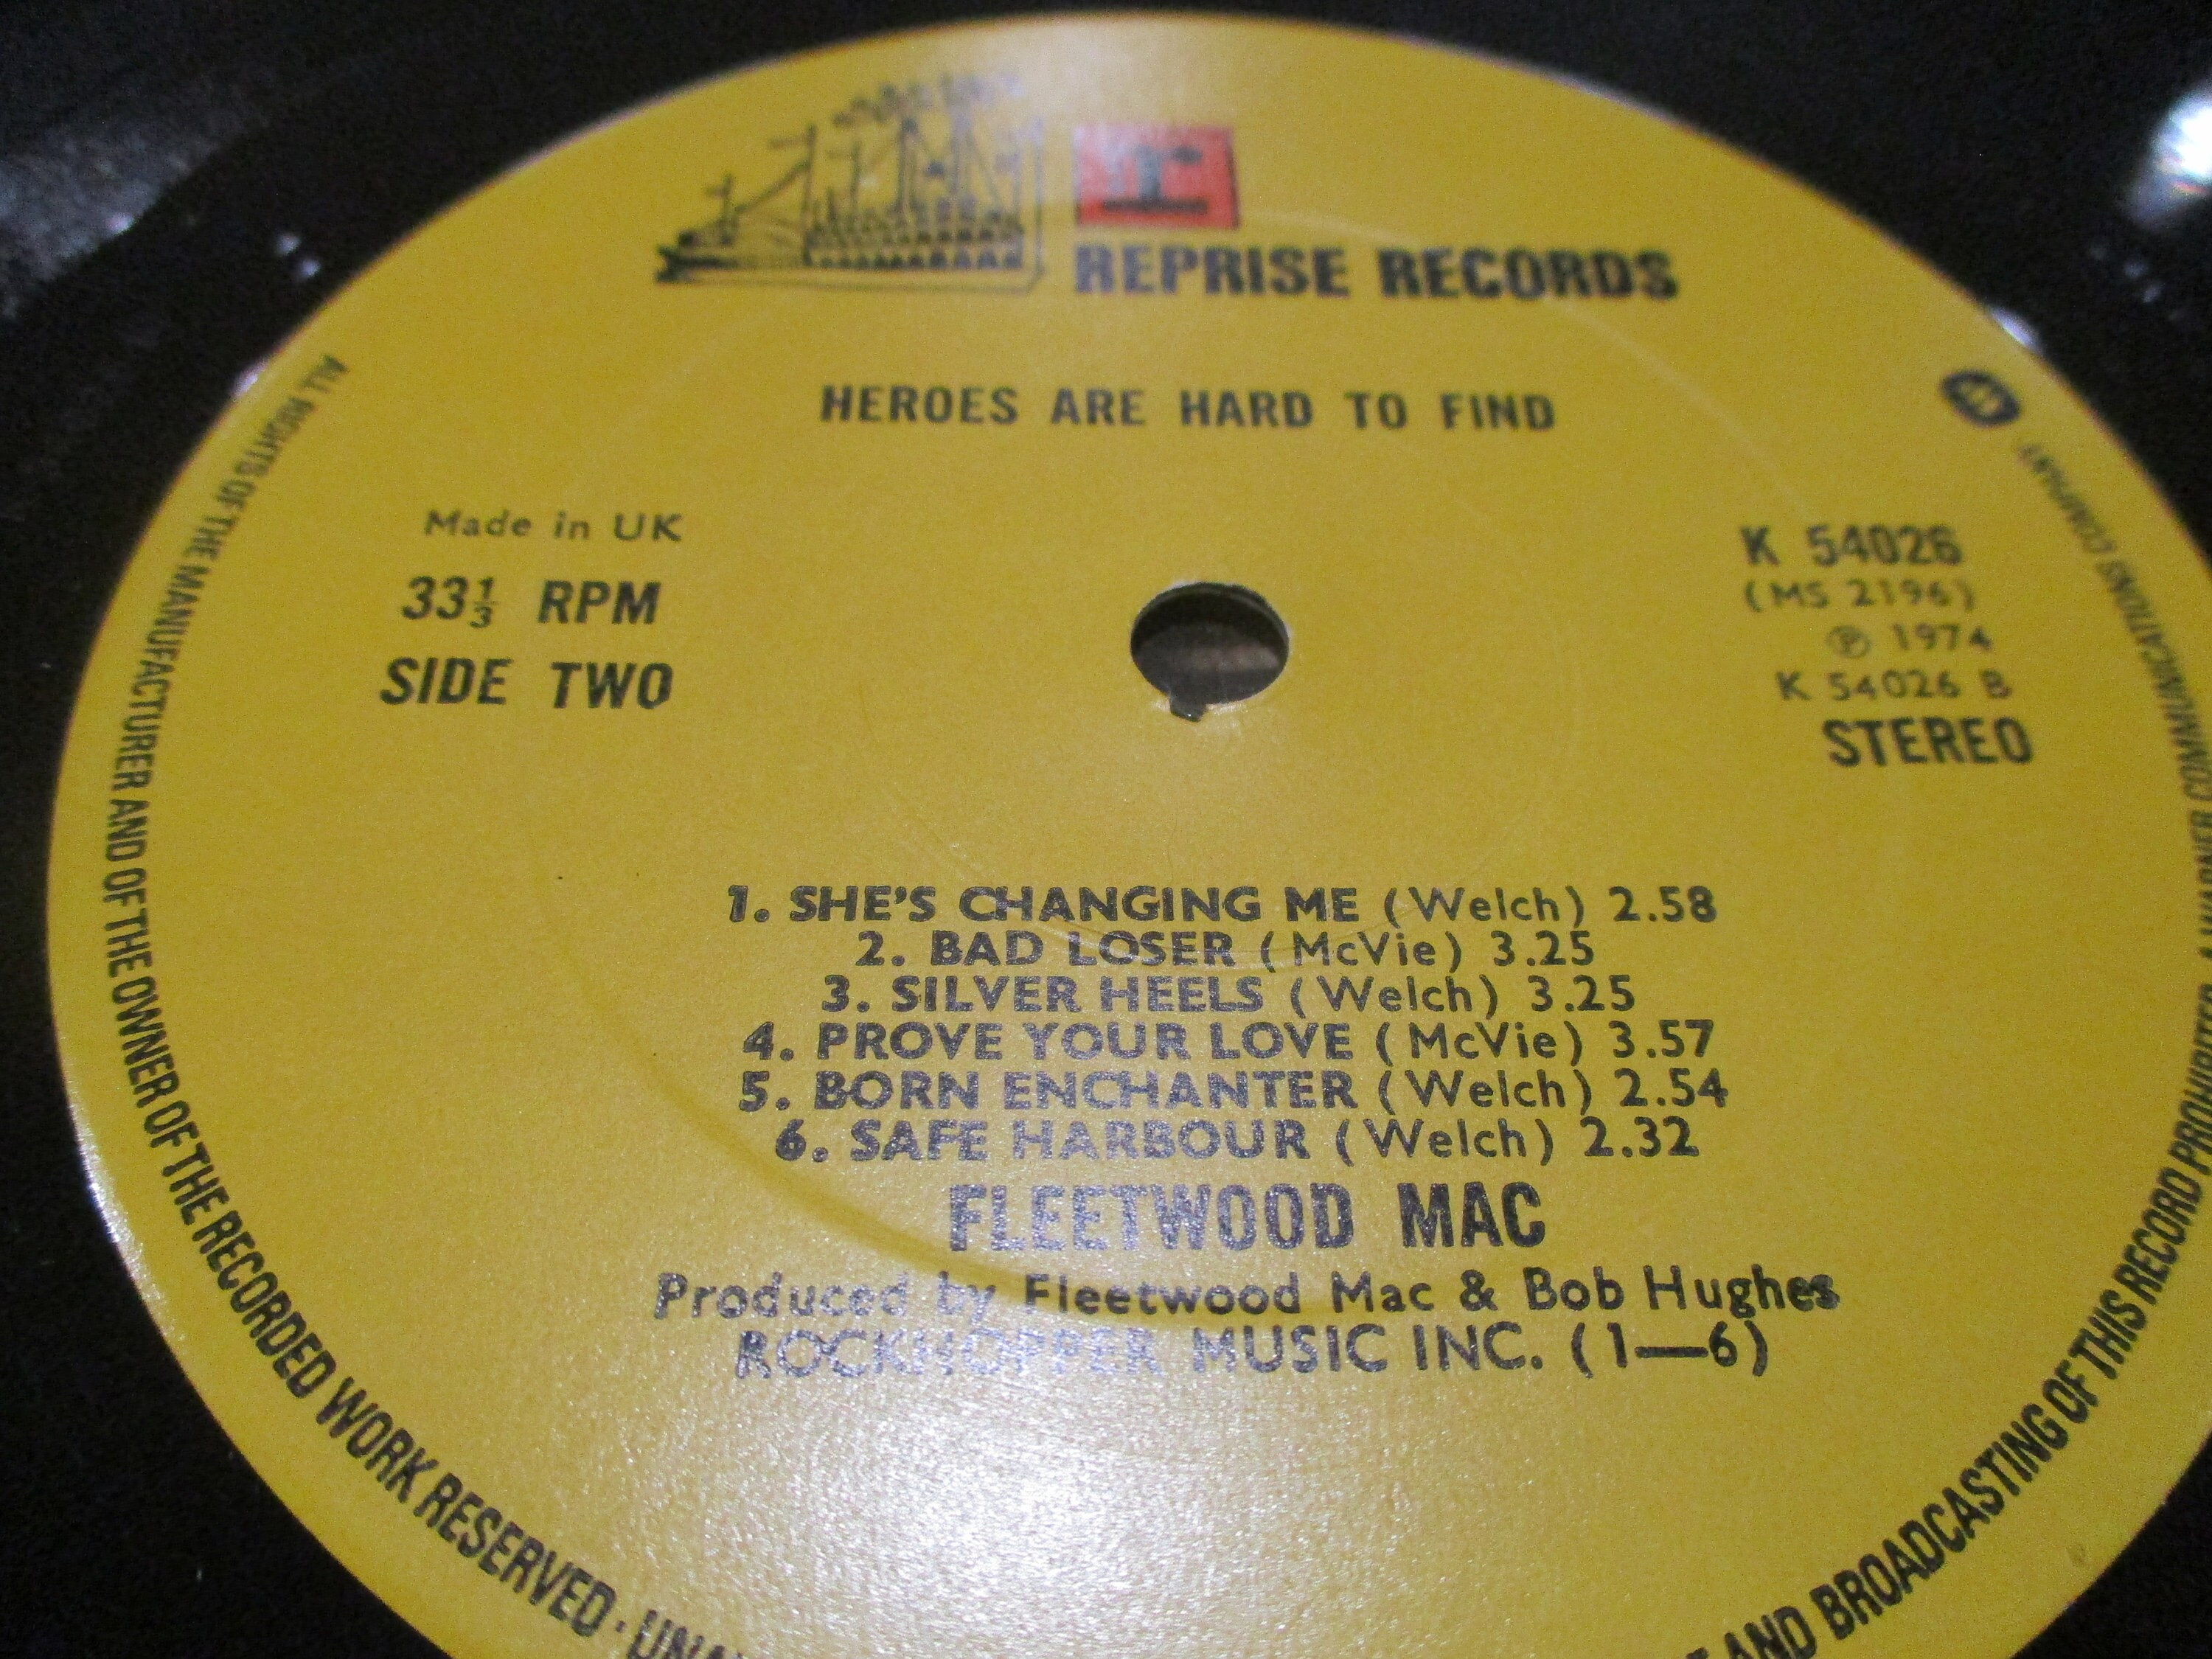 r
REPRISE RECORDS
HEROES ARE HARD TO FIND
Made in UK
33⅓ RPM
SIDE TWO
K 54026
(MS 2196)
℗ 1974
K 54026 B
STEREO
1. SHE'S CHANGING ME (Welch) 2.58
2. BAD LOSER (McVie) 3.25
3. SILVER HEELS (Welch) 3.25
4. PROVE YOUR LOVE (McVie) 3.57
5. BORN ENCHANTER (Welch) 2.54
6. SAFE HARBOUR (Welch) 2.32
FLEETWOOD MAC
Produced by Fleetwood Mac & Bob Hughes
ROCKHOPPER MUSIC INC. (1—6)
ALL RIGHTS OF THE MANUFACTURER AND OF THE OWNER OF THE RECORDED WORK RESERVED ·
AND BROADCASTING OF THIS RECORD PROHIBITED A WARNER COMMUNICATIONS COMPANY